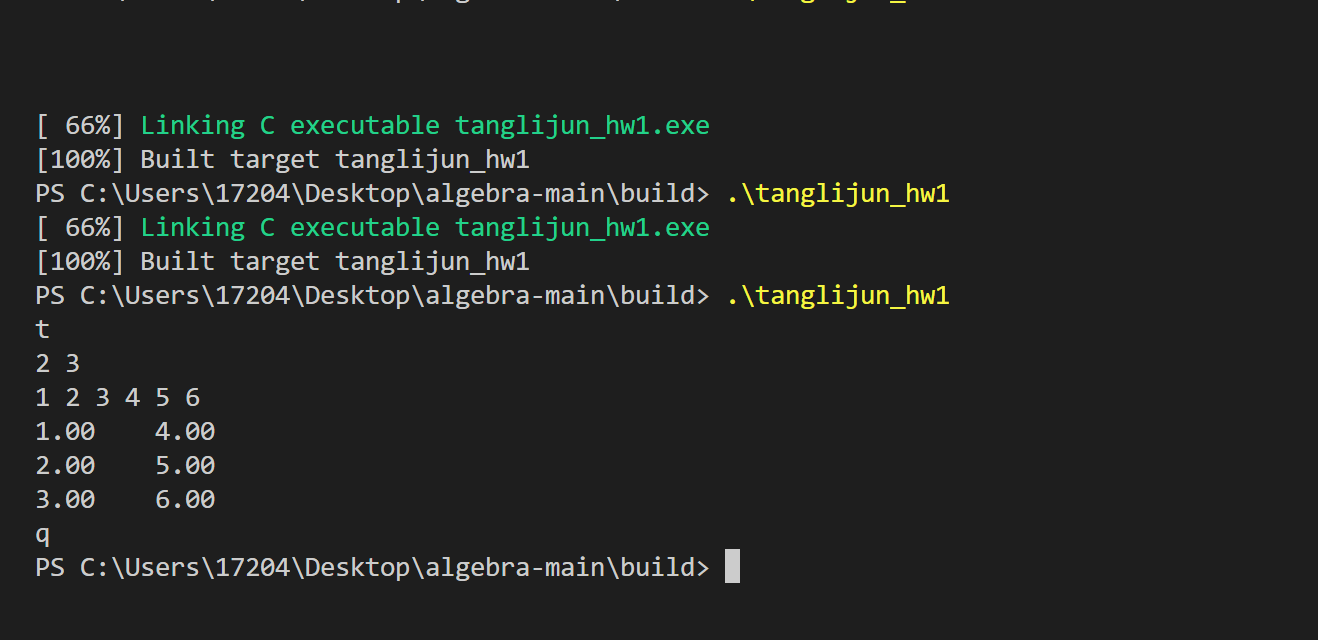 [ 66%] Linking C executable tanglijun_hw1.exe
[100%] Built target tanglijun_hw1
PS C:\Users\17204\Desktop\algebra-main\build> .\tanglijun_hw1
[ 66%] Linking C executable tanglijun_hw1.exe
[100%] Built target tanglijun_hw1
PS C:\Users\17204\Desktop\algebra-main\build> .\tanglijun_hw1
t
2 3
1 2 3 4 5 6
1.00    4.00
2.00    5.00
3.00    6.00
q
PS C:\Users\17204\Desktop\algebra-main\build>